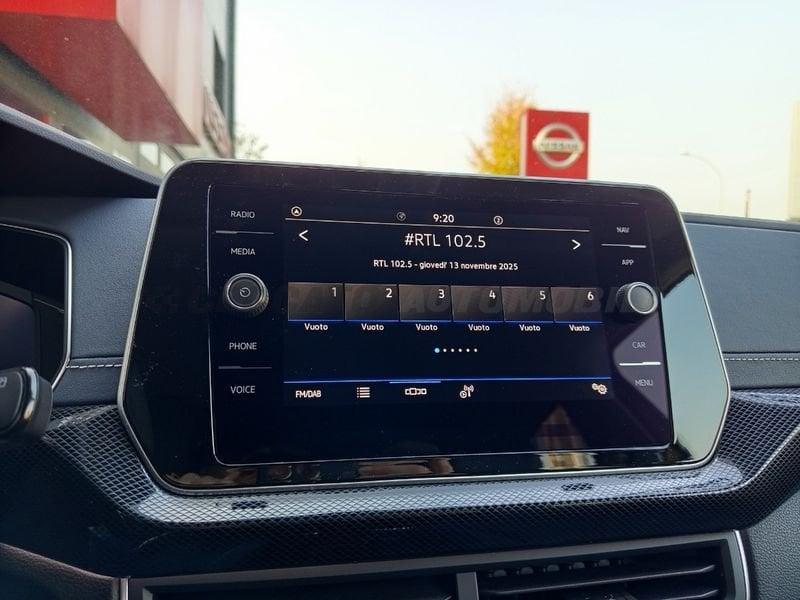 NISSAN
RADIO
MEDIA
PHONE
VOICE
9:20
#RTL 102.5
RTL 102.5 - giovedi' 13 novembre 2025
1 2 3 4 5 6
Vuoto Vuoto Vuoto Vuoto Vuoto Vuoto
FM/DAB
NAV
APP
CAR
MENU